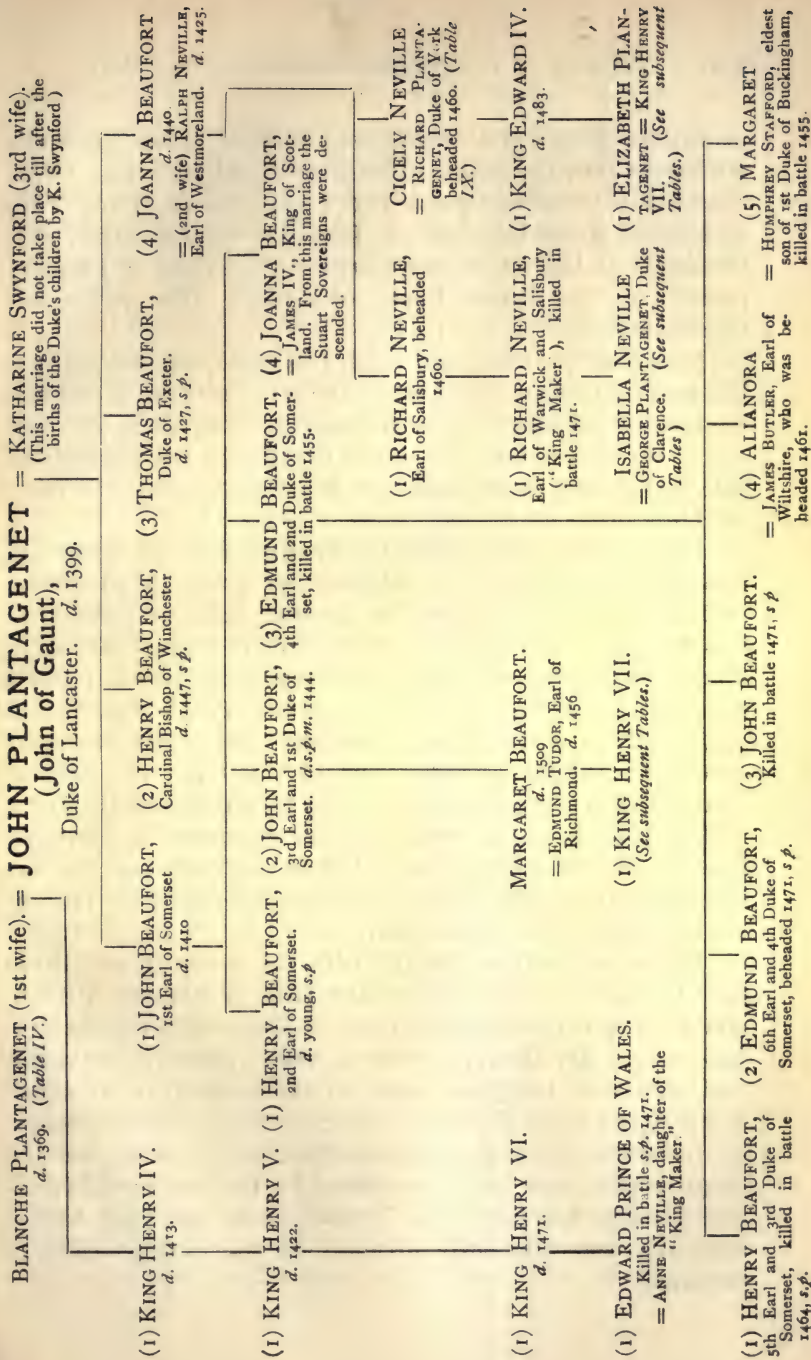 BLANCHE PLANTAGENET (1st wife). = JOHN PLANTAGENET = KATHARINE SWYNFORD (3rd wife).
d. 1369. (Table IV.)
(John of Gaunt),
Duke of Lancaster. d. 1399.
(This marriage did not take place till after the
births of the Duke's children by K. Swynford)
(1) KING HENRY IV.
d. 1413.
(1) JOHN BEAUFORT,
1st Earl of Somerset
d. 1410
(2) HENRY BEAUFORT,
Cardinal Bishop of Winchester
d. 1447, s p.
(3) THOMAS BEAUFORT,
Duke of Exeter.
d. 1427, s p.
(4) JOANNA BEAUFORT
d. 1440.
= (2nd wife) RALPH NEVILLE,
Earl of Westmoreland. d. 1425.
(1) KING HENRY V.
d. 1422.
(1) HENRY BEAUFORT,
2nd Earl of Somerset.
d. young, s.p
(2) JOHN BEAUFORT,
3rd Earl and 1st Duke of
Somerset. d.s.p.m. 1444.
(3) EDMUND BEAUFORT,
4th Earl and 2nd Duke of Somer-
set, killed in battle 1455.
(4) JOANNA BEAUFORT,
= JAMES IV., King of Scot-
land. From this marriage the
Stuart Sovereigns were de-
scended.
(1) RICHARD NEVILLE,
Earl of Salisbury, beheaded
1460.
CICELY NEVILLE
= RICHARD PLANTA-
GENET, Duke of York
beheaded 1460. (Table
IX.)
(1) KING HENRY VI.
d. 1471.
MARGARET BEAUFORT.
d. 1509
= EDMUND TUDOR, Earl of
Richmond. d. 1456
(1) RICHARD NEVILLE,
Earl of Warwick and Salisbury
("King Maker"), killed in
battle 1471.
(1) KING EDWARD IV.
d. 1483.
(1) EDWARD PRINCE OF WALES.
Killed in battle s.p. 1471.
= ANNE NEVILLE, daughter of the
"King Maker."
(1) KING HENRY VII.
(See subsequent Tables.)
ISABELLA NEVILLE
= GEORGE PLANTAGENET, Duke
of Clarence. (See subsequent
Tables)
(1) ELIZABETH PLAN-
TAGENET = KING HENRY
VII. (See subsequent
Tables.)
(1) HENRY BEAUFORT,
5th Earl and 3rd Duke of
Somerset, killed in battle
1464, s.p.
(2) EDMUND BEAUFORT,
6th Earl and 4th Duke of
Somerset, beheaded 1471, s p.
(3) JOHN BEAUFORT.
Killed in battle 1471, s p
(4) ALIANORA
= JAMES BUTLER, Earl of
Wiltshire, who was be-
headed 1461.
(5) MARGARET
= HUMPHREY STAFFORD, eldest
son of 1st Duke of Buckingham,
killed in battle 1455.